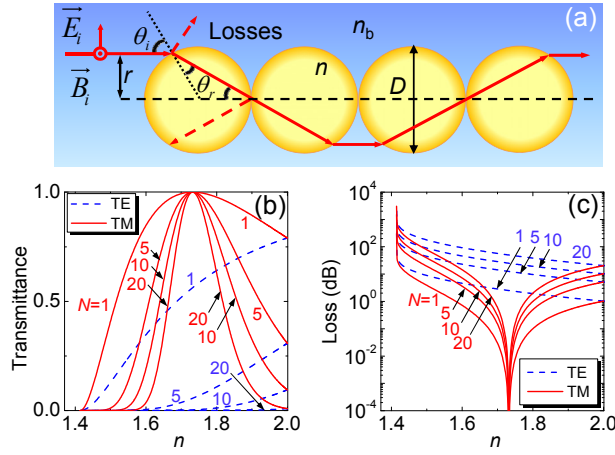 (a)
E_i
θ_i
Losses
n_b
B_i
r
θ_r
n
D
1.0
TE
TM
(b)
1
5
10
20
1
0.5
N=1
20
10
5
5
20
10
0.0
1.4
1.6
1.8
2.0
n
Transmittance
10^4
(c)
1
5
10
20
10^2
10^0
N=1
5
10
20
10^-2
TE
TM
10^-4
1.4
1.6
1.8
2.0
n
Loss (dB)